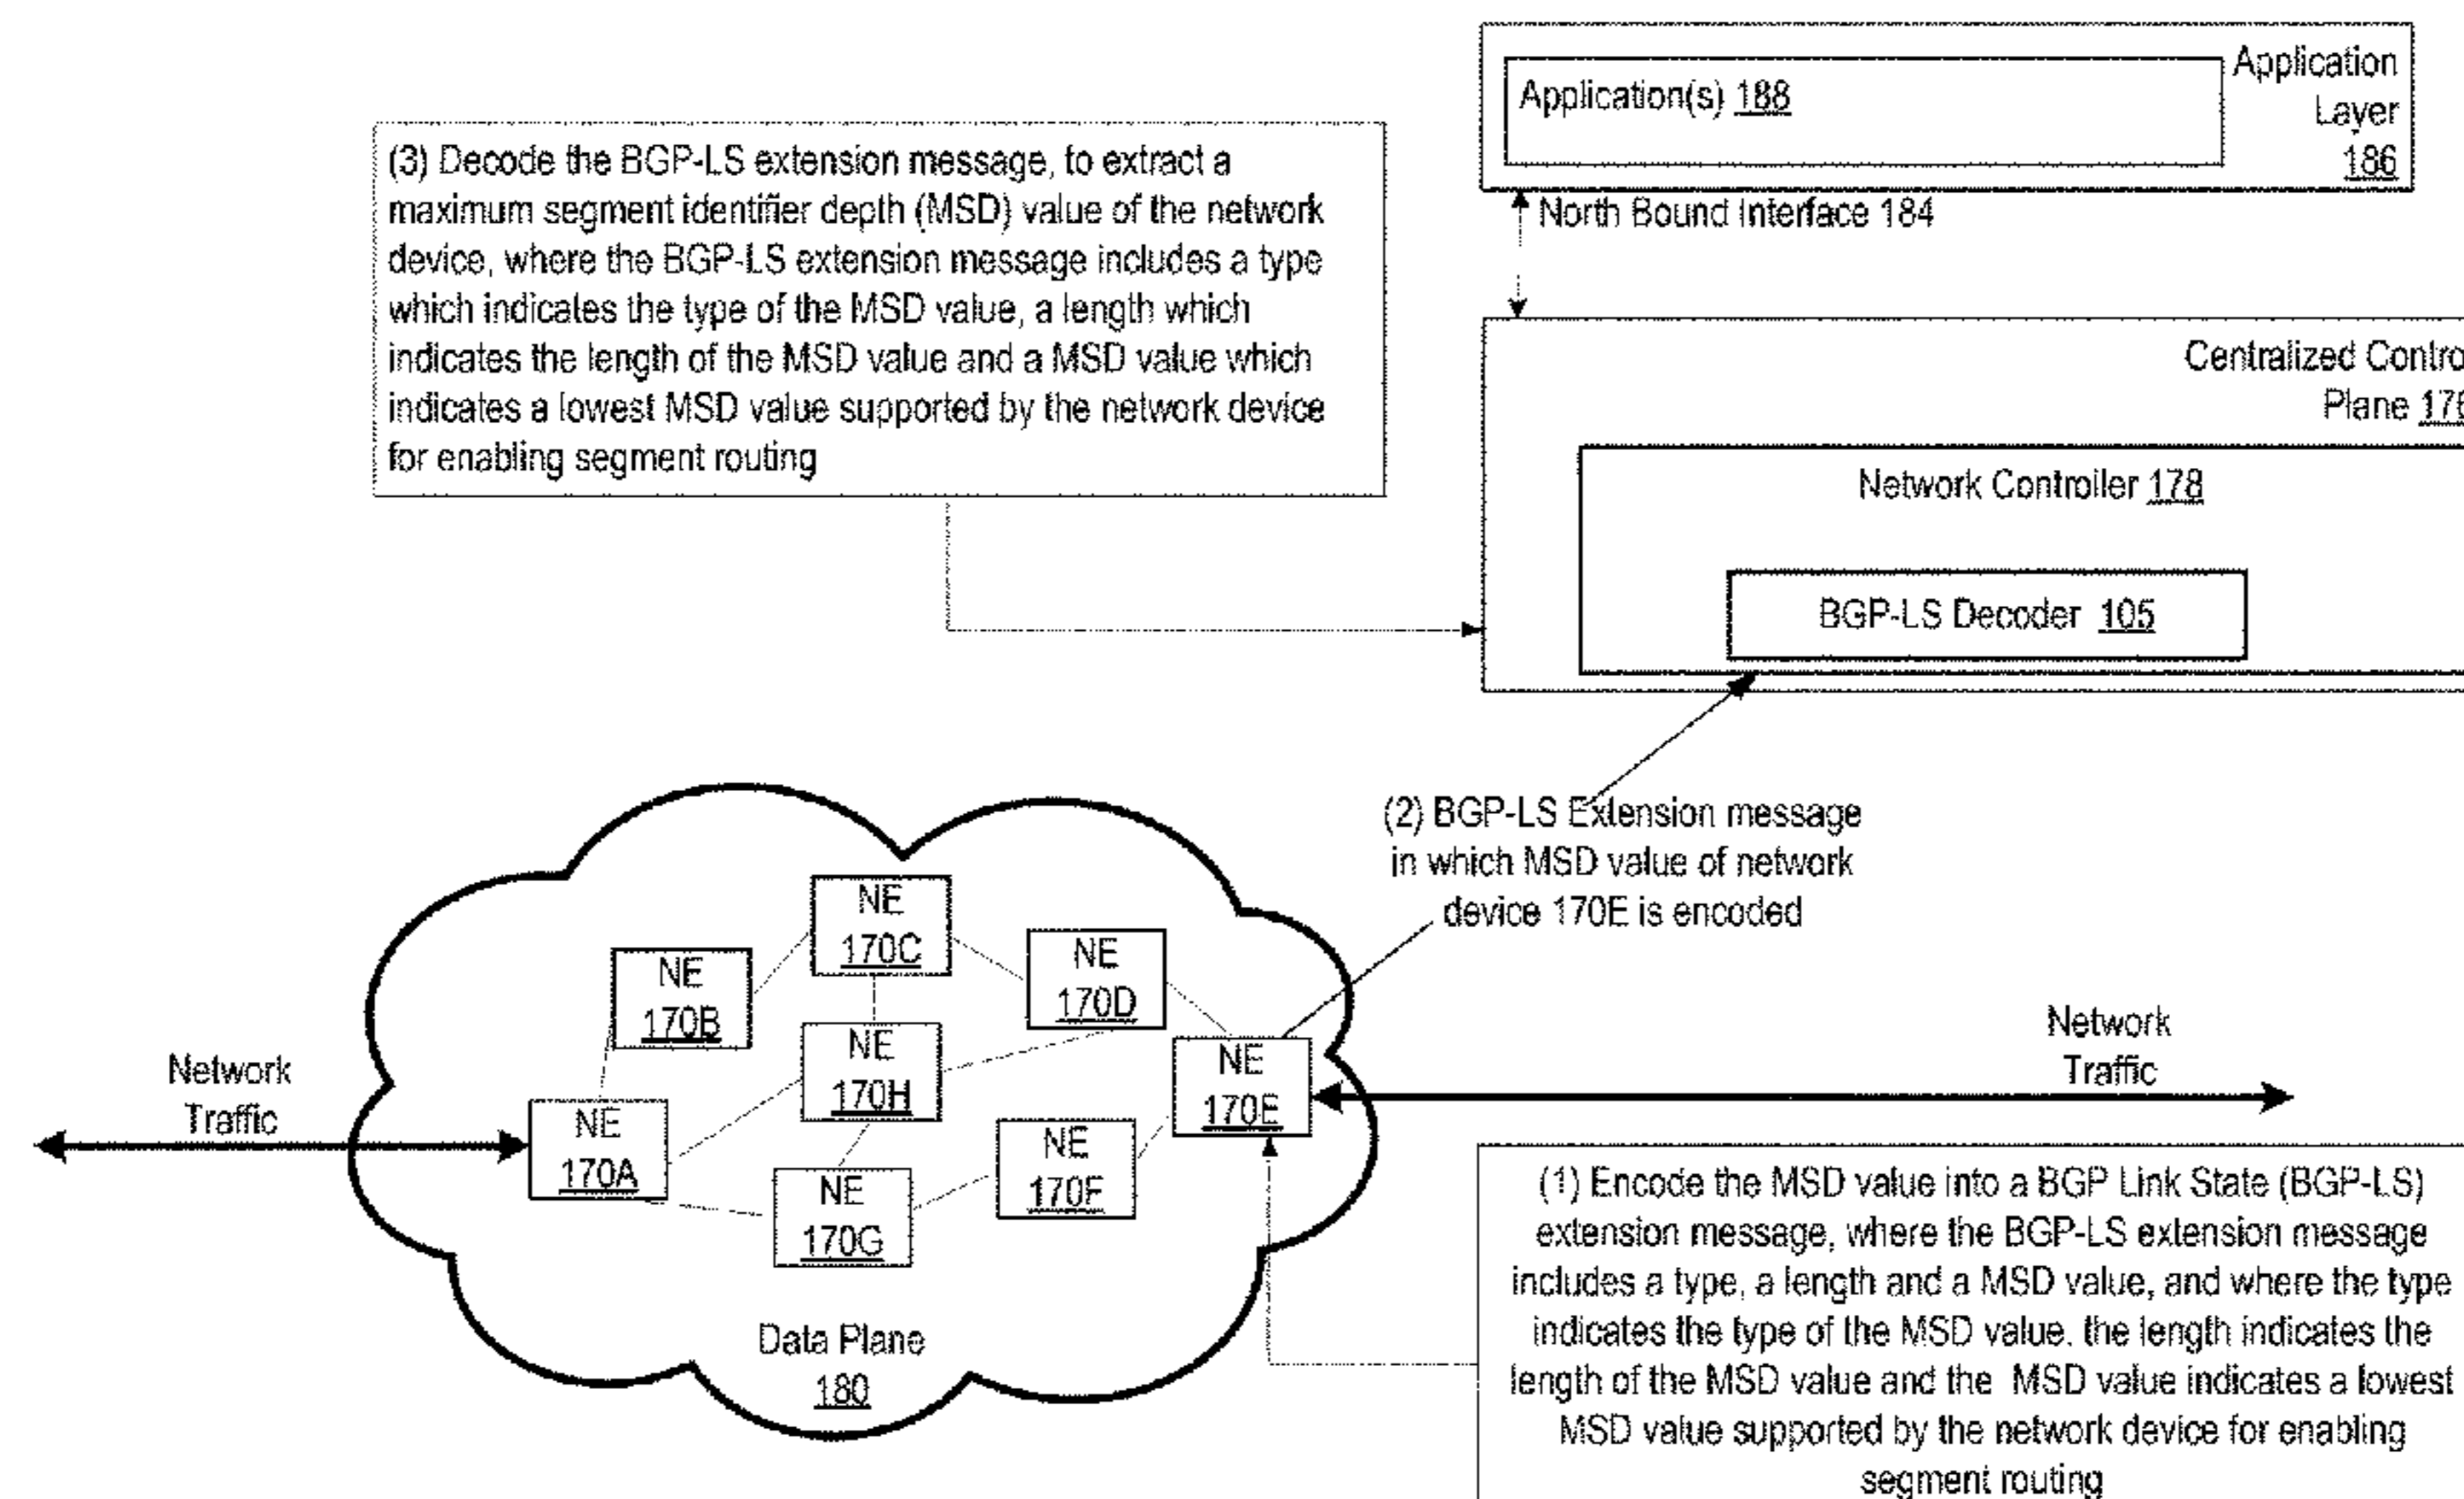 Application
Layer
186
Application(s) 188
North Bound Interface 184
(3) Decode the BGP-LS extension message, to extract a
maximum segment identifier depth (MSD) value of the network
device, where the BGP-LS extension message includes a type
which indicates the type of the MSD value, a length which
indicates the length of the MSD value and a MSD value which
indicates a lowest MSD value supported by the network device
for enabling segment routing
Centralized Contro
Plane 176
Network Controller 178
BGP-LS Decoder 105
(2) BGP-LS Extension message
in which MSD value of network
device 170E is encoded
NE
170C
NE
170B
NE
170D
NE
170H
NE
170E
NE
170A
NE
170F
NE
170G
Data Plane
180
Network
Traffic
Network
Traffic
(1) Encode the MSD value into a BGP Link State (BGP-LS)
extension message, where the BGP-LS extension message
includes a type, a length and a MSD value, and where the type
indicates the type of the MSD value, the length indicates the
length of the MSD value and the MSD value indicates a lowest
MSD value supported by the network device for enabling
segment routing